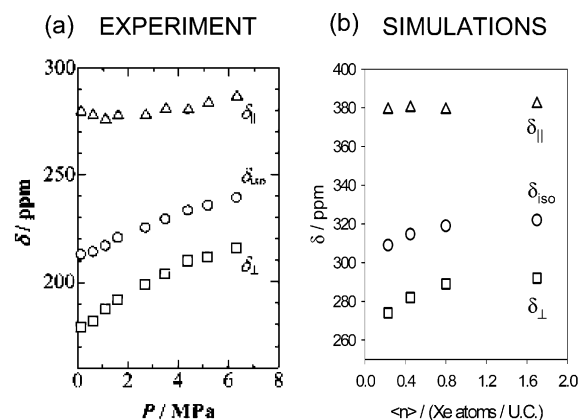 (a) EXPERIMENT
300
250
200
δ / ppm
δ||
δiso
δ⊥
0 2 4 6 8
P / MPa
(b) SIMULATIONS
400
380
360
340
320
300
280
260
δ / ppm
δ||
δiso
δ⊥
0.0 0.4 0.8 1.2 1.6 2.0
<n> / (Xe atoms / U.C.)